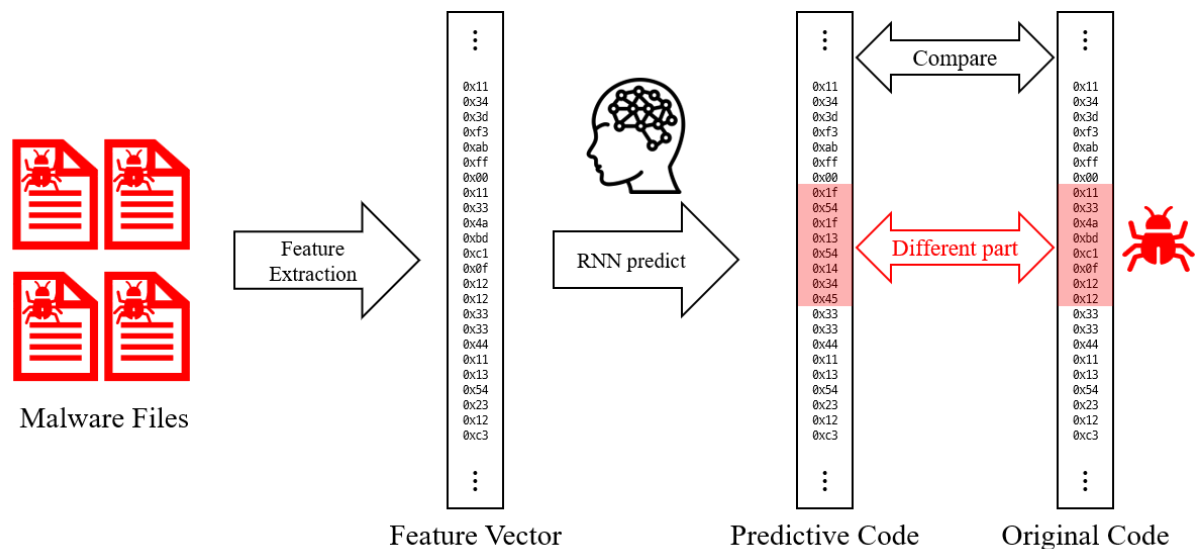 Malware Files
Feature
Extraction
⋮
0x11
0x34
0x3d
0xf3
0xab
0xff
0x00
0x11
0x33
0x4a
0xbd
0xc1
0x0f
0x12
0x12
0x33
0x33
0x44
0x11
0x13
0x54
0x23
0x12
0xc3
⋮
Feature Vector
RNN predict
⋮
0x11
0x34
0x3d
0xf3
0xab
0xff
0x00
0x1f
0x54
0x1f
0x13
0x54
0x14
0x34
0x45
0x33
0x33
0x44
0x11
0x13
0x54
0x23
0x12
0xc3
⋮
Predictive Code
Compare
Different part
⋮
0x11
0x34
0x3d
0xf3
0xab
0xff
0x00
0x11
0x33
0x4a
0xbd
0xc1
0x0f
0x12
0x12
0x33
0x33
0x44
0x11
0x13
0x54
0x23
0x12
0xc3
⋮
Original Code